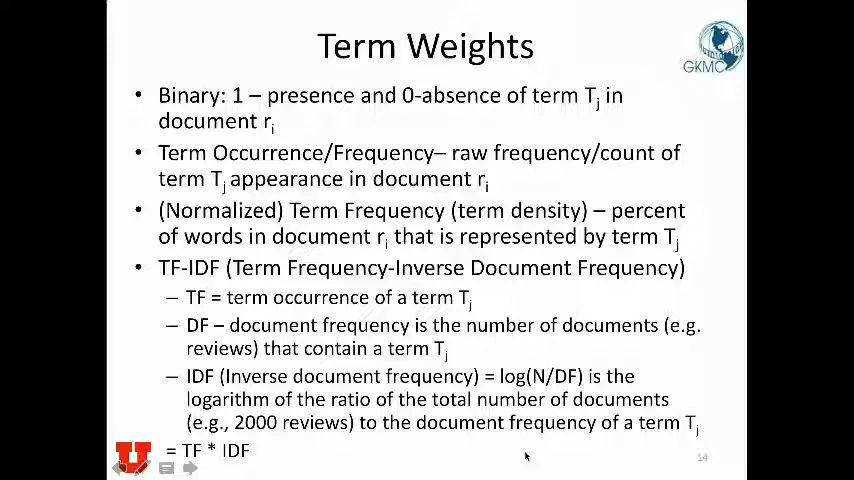 Term Weights
GKMC
• Binary: 1 – presence and 0-absence of term Tj in
document ri
• Term Occurrence/Frequency– raw frequency/count of
term Tj appearance in document ri
• (Normalized) Term Frequency (term density) – percent
of words in document ri that is represented by term Tj
• TF-IDF (Term Frequency-Inverse Document Frequency)
– TF = term occurrence of a term Tj
– DF – document frequency is the number of documents (e.g.
reviews) that contain a term Tj
– IDF (Inverse document frequency) = log(N/DF) is the
logarithm of the ratio of the total number of documents
(e.g., 2000 reviews) to the document frequency of a term Tj
= TF * IDF
U
14